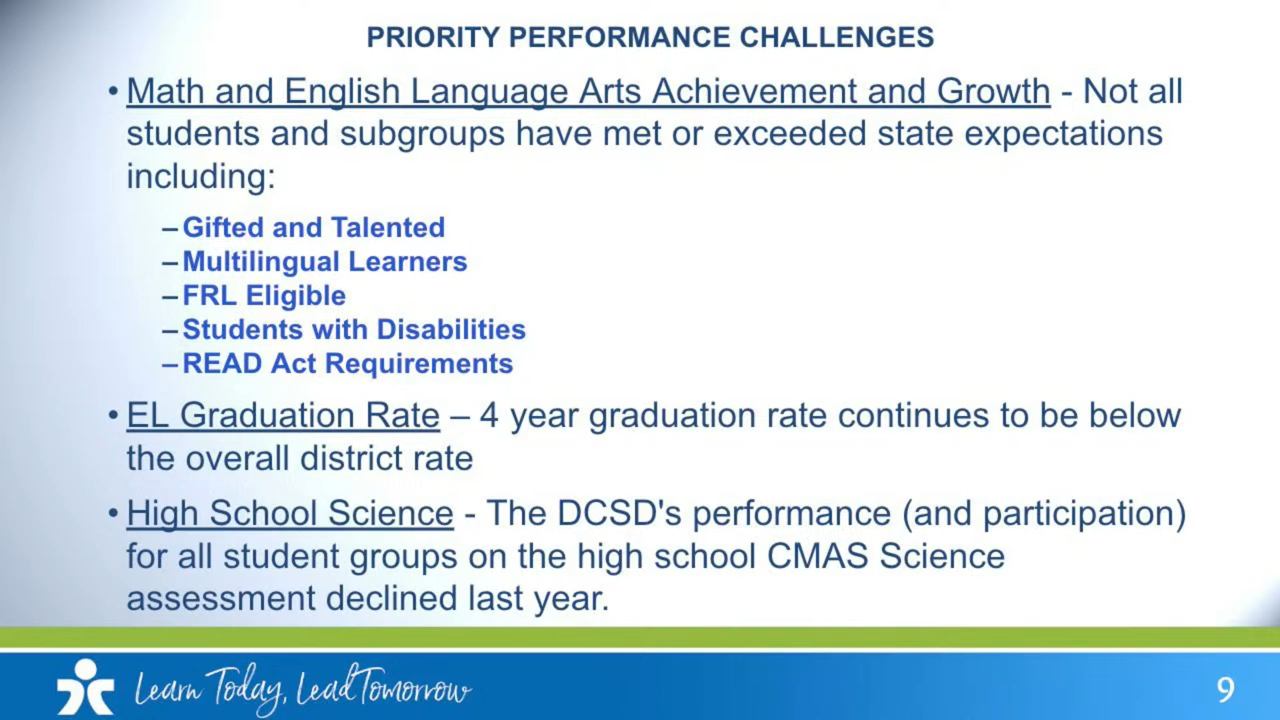 PRIORITY PERFORMANCE CHALLENGES
• Math and English Language Arts Achievement and Growth - Not all
students and subgroups have met or exceeded state expectations
including:
– Gifted and Talented
– Multilingual Learners
– FRL Eligible
– Students with Disabilities
– READ Act Requirements
• EL Graduation Rate – 4 year graduation rate continues to be below
the overall district rate
• High School Science - The DCSD's performance (and participation)
for all student groups on the high school CMAS Science
assessment declined last year.
Learn Today, Lead Tomorrow
9